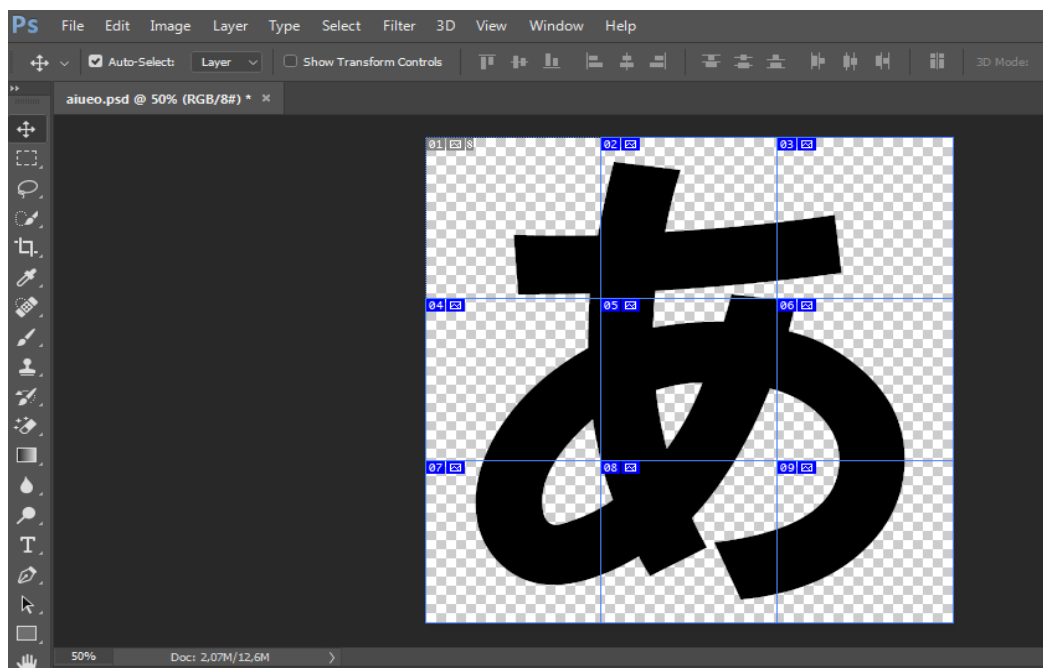 Ps File Edit Image Layer Type Select Filter 3D View Window Help
Auto-Select: Layer Show Transform Controls 3D Mode:
aiueo.psd @ 50% (RGB/8#) * ×
01 02 03
あ
04 05 06
07 08 09
50% Doc: 2,07M/12,6M